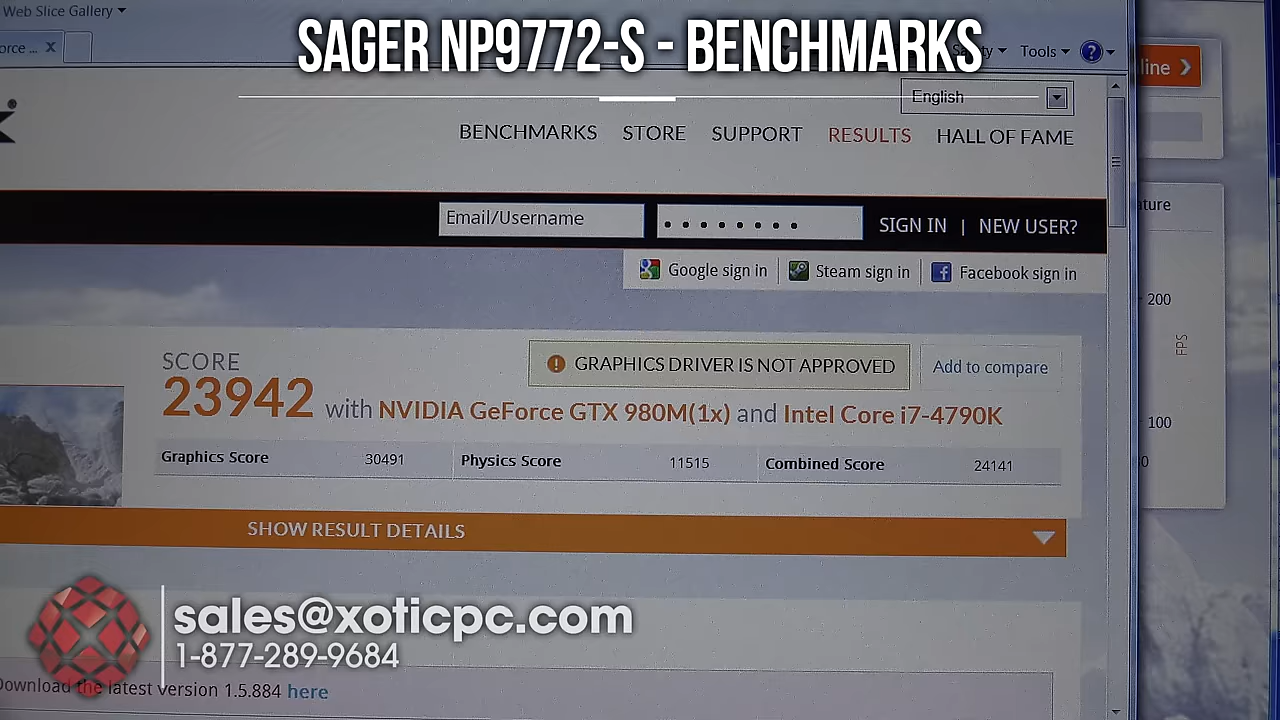 Web Slice Gallery
SAGER NP9772-S - BENCHMARKS
Tools
English
BENCHMARKS STORE SUPPORT RESULTS HALL OF FAME
Email/Username
SIGN IN | NEW USER?
Google sign in
Steam sign in
Facebook sign in
200
FPS
100
0
SCORE
23942 with NVIDIA GeForce GTX 980M(1x) and Intel Core i7-4790K
GRAPHICS DRIVER IS NOT APPROVED
Add to compare
Graphics Score 30491
Physics Score 11515
Combined Score 24141
SHOW RESULT DETAILS
sales@xoticpc.com
1-877-289-9684
Download the latest version 1.5.884 here